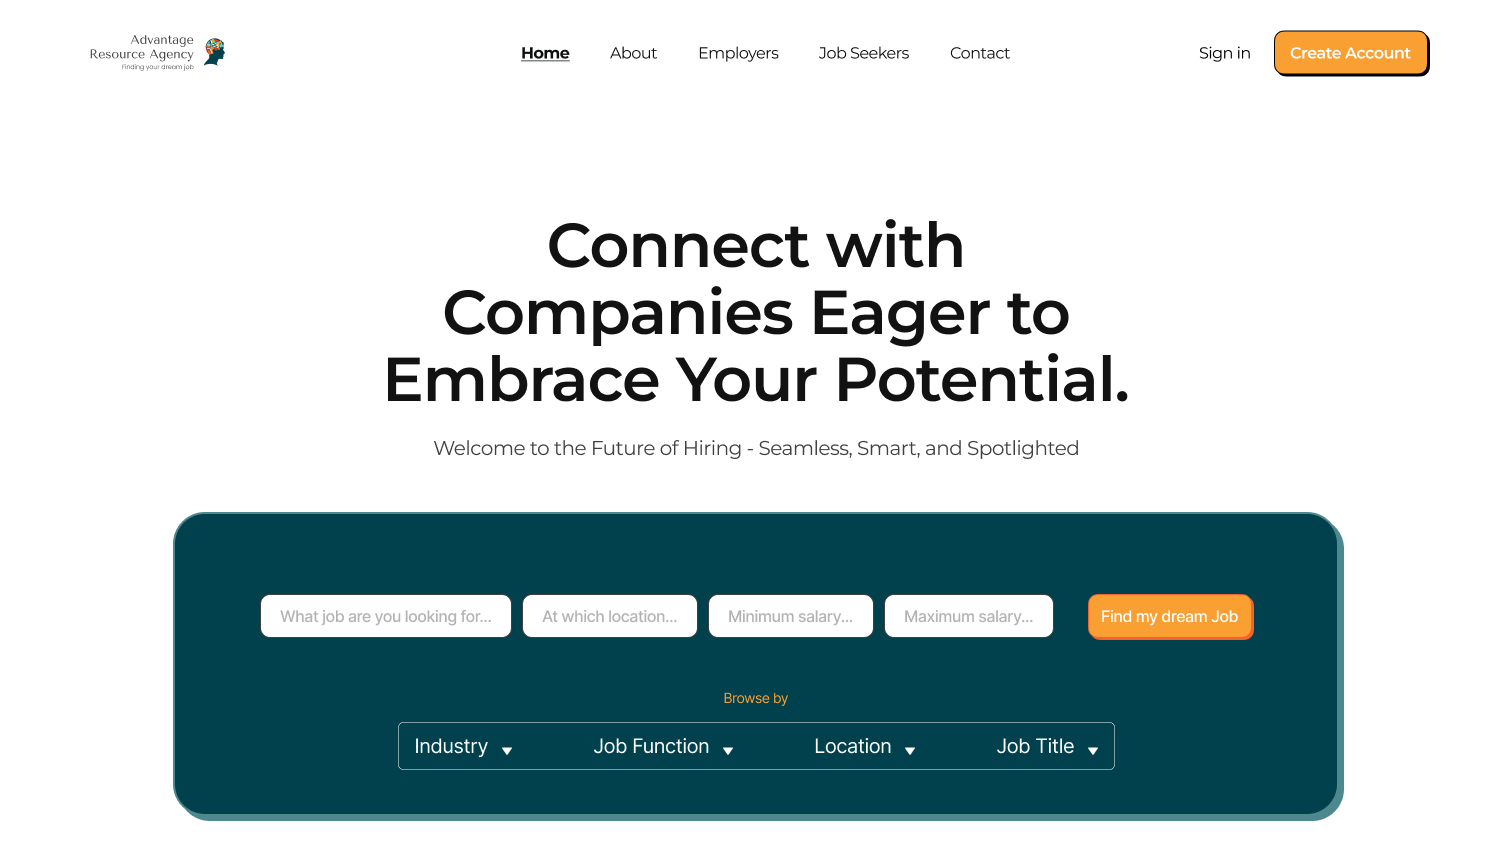 Advantage
Resource Agency
Finding your dream job
Home
About
Employers
Job Seekers
Contact
Sign in
Create Account
Connect with
Companies Eager to
Embrace Your Potential.
Welcome to the Future of Hiring - Seamless, Smart, and Spotlighted
What job are you looking for...
At which location...
Minimum salary...
Maximum salary...
Find my dream Job
Browse by
Industry
Job Function
Location
Job Title